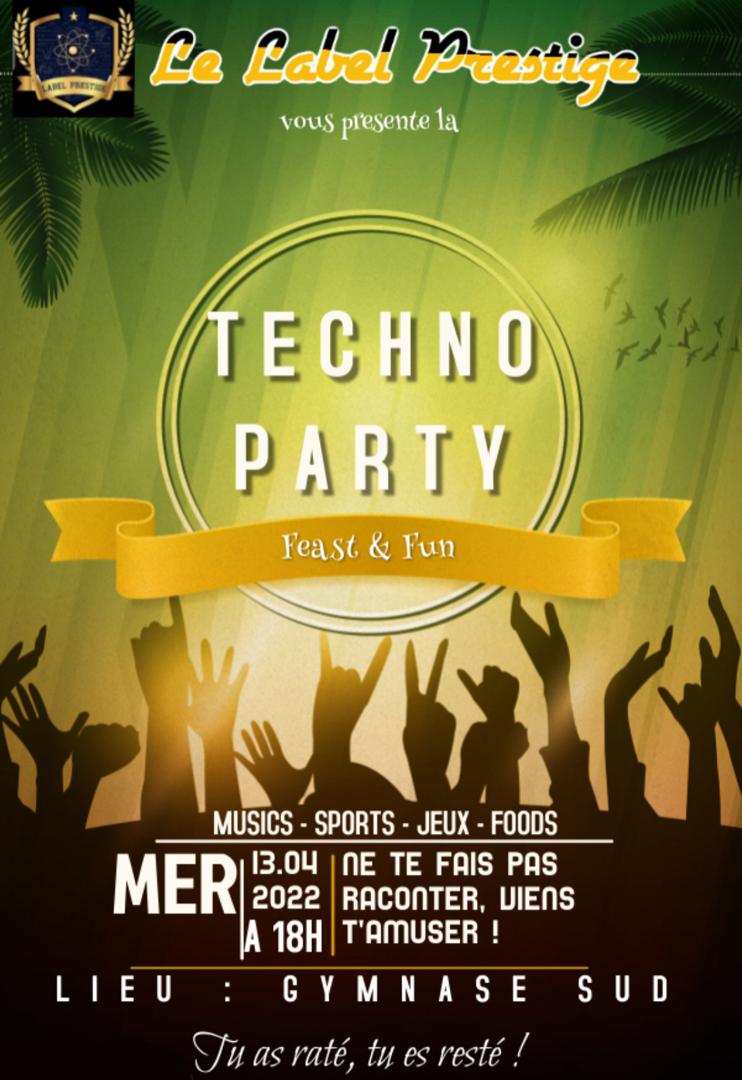 LABEL PRESTIGE
Le Label Prestige
vous presente la
TECHNO
PARTY
Feast & Fun
MUSICS - SPORTS - JEUX - FOODS
MER
13.04
2022
A 18H
NE TE FAIS PAS
RACONTER, VIENS
T'AMUSER !
LIEU : GYMNASE SUD
Tu as raté, tu es resté !